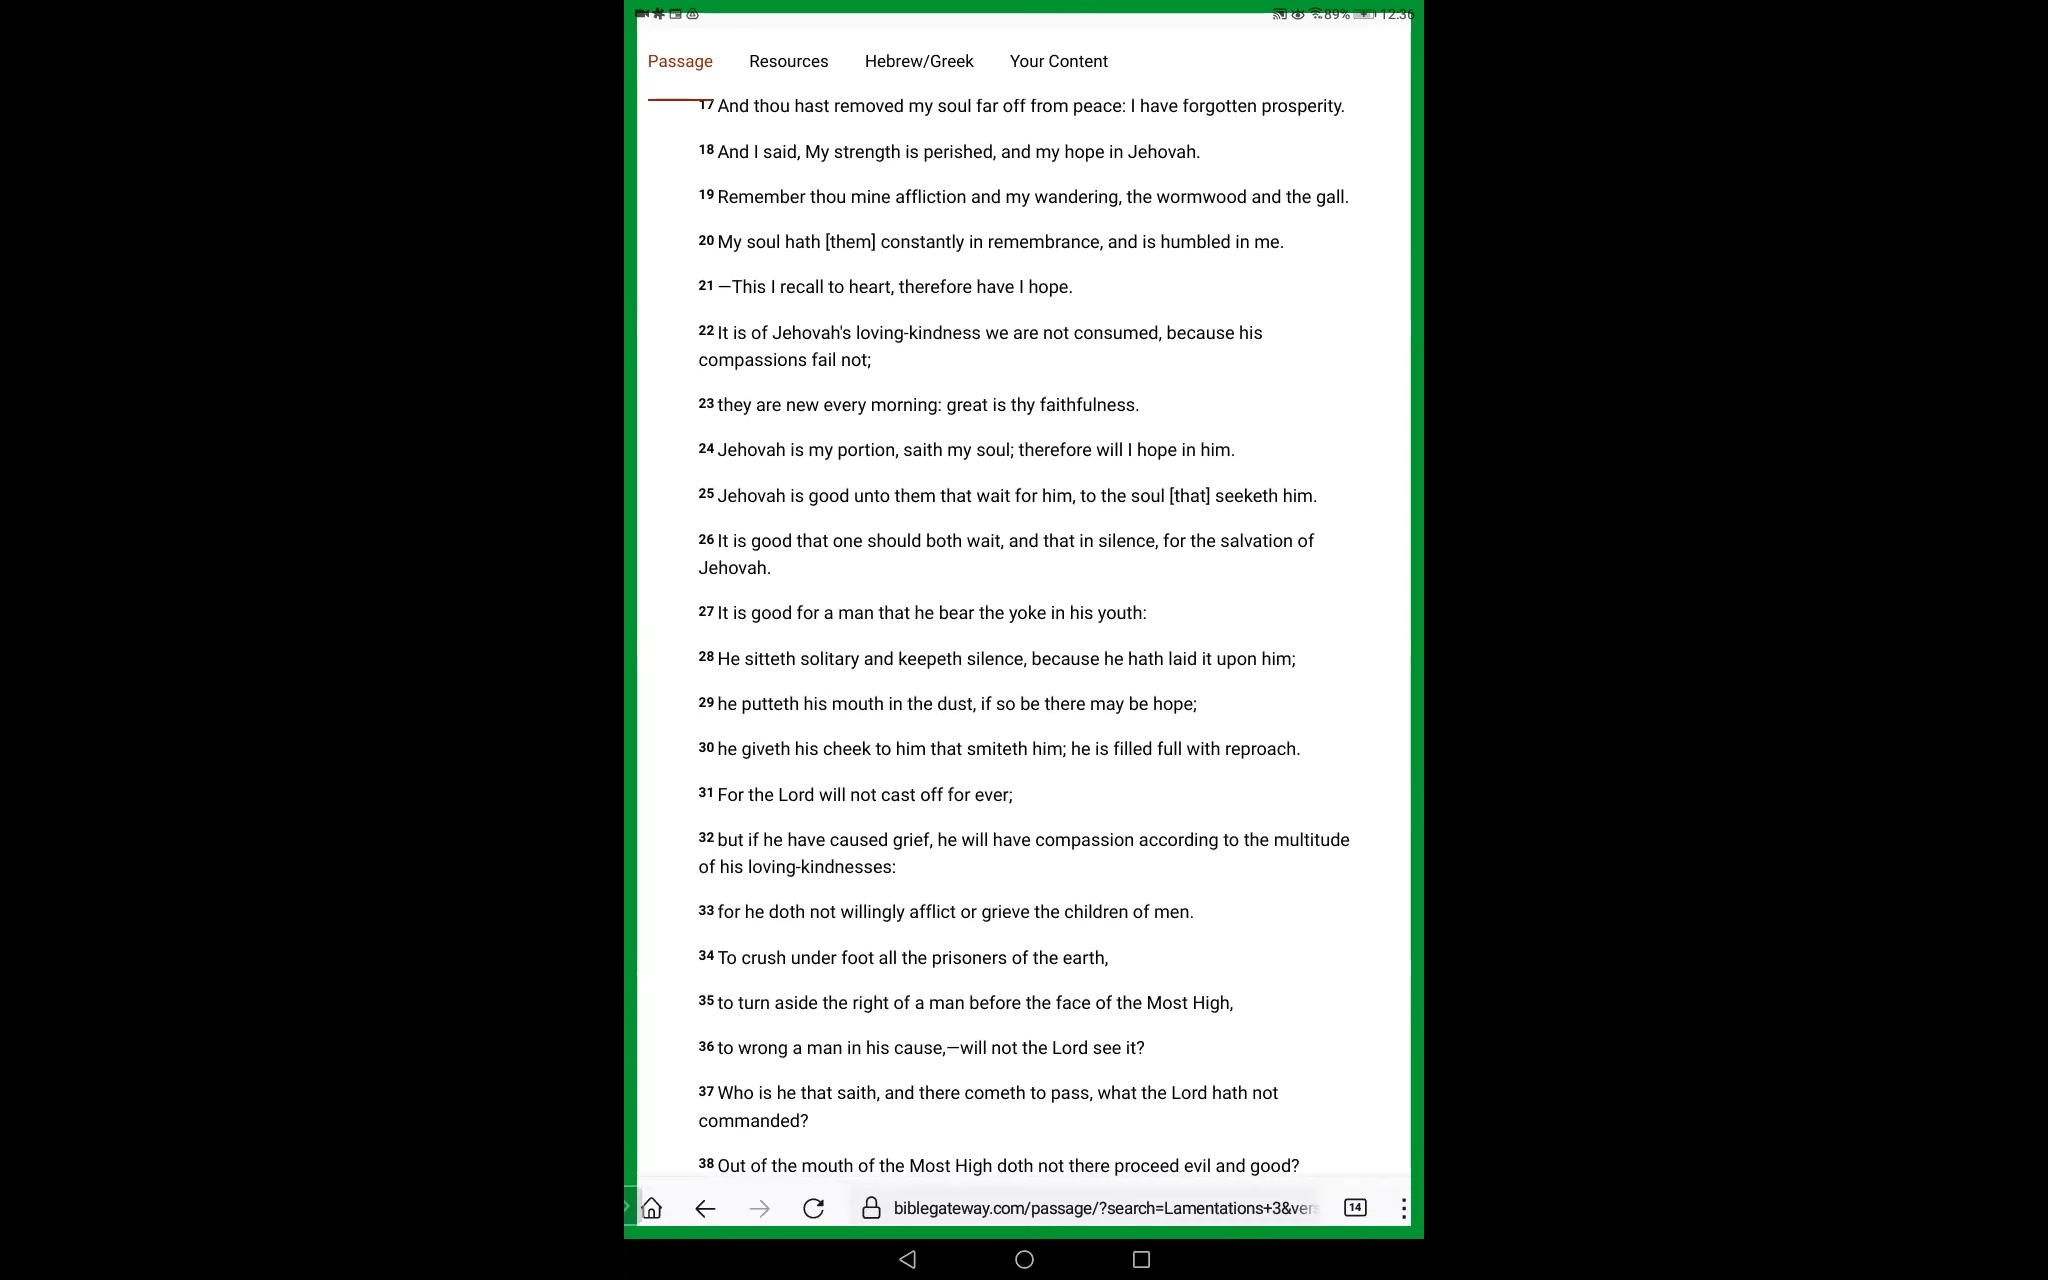 89% 12:36
Passage Resources Hebrew/Greek Your Content
17 And thou hast removed my soul far off from peace: I have forgotten prosperity.
18 And I said, My strength is perished, and my hope in Jehovah.
19 Remember thou mine affliction and my wandering, the wormwood and the gall.
20 My soul hath [them] constantly in remembrance, and is humbled in me.
21 —This I recall to heart, therefore have I hope.
22 It is of Jehovah's loving-kindness we are not consumed, because his
compassions fail not;
23 they are new every morning: great is thy faithfulness.
24 Jehovah is my portion, saith my soul; therefore will I hope in him.
25 Jehovah is good unto them that wait for him, to the soul [that] seeketh him.
26 It is good that one should both wait, and that in silence, for the salvation of
Jehovah.
27 It is good for a man that he bear the yoke in his youth:
28 He sitteth solitary and keepeth silence, because he hath laid it upon him;
29 he putteth his mouth in the dust, if so be there may be hope;
30 he giveth his cheek to him that smiteth him; he is filled full with reproach.
31 For the Lord will not cast off for ever;
32 but if he have caused grief, he will have compassion according to the multitude
of his loving-kindnesses:
33 for he doth not willingly afflict or grieve the children of men.
34 To crush under foot all the prisoners of the earth,
35 to turn aside the right of a man before the face of the Most High,
36 to wrong a man in his cause,—will not the Lord see it?
37 Who is he that saith, and there cometh to pass, what the Lord hath not
commanded?
38 Out of the mouth of the Most High doth not there proceed evil and good?
biblegateway.com/passage/?search=Lamentations+3&ver 14